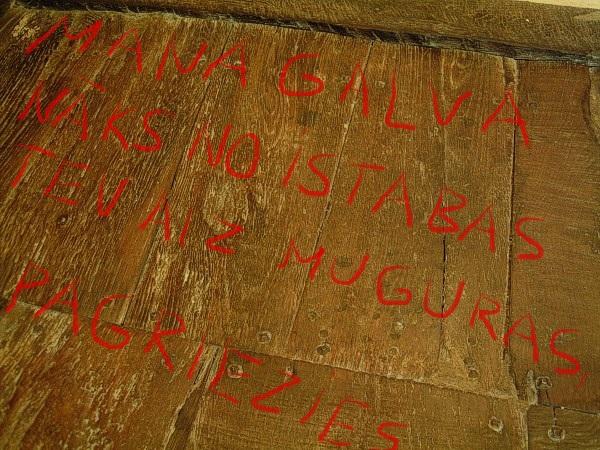 MANA GALVA
NĀKS NO ISTABAS
TEV AIZ MUGURAS,
PAGRIEZIES